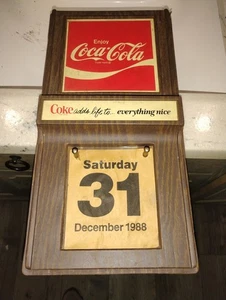 Enjoy
Coca-Cola
Coke adds life to... everything nice
Saturday
31
December 1988